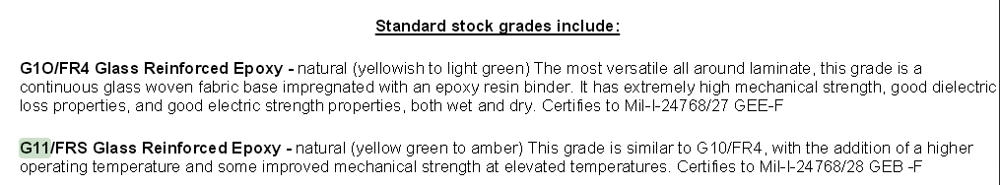 Standard stock grades include:
G1O/FR4 Glass Reinforced Epoxy - natural (yellowish to light green) The most versatile all around laminate, this grade is a
continuous glass woven fabric base impregnated with an epoxy resin binder. It has extremely high mechanical strength, good dielectric
loss properties, and good electric strength properties, both wet and dry. Certifies to Mil-I-24768/27 GEE-F
G11/FRS Glass Reinforced Epoxy - natural (yellow green to amber) This grade is similar to G10/FR4, with the addition of a higher
operating temperature and some improved mechanical strength at elevated temperatures. Certifies to Mil-I-24768/28 GEB -F